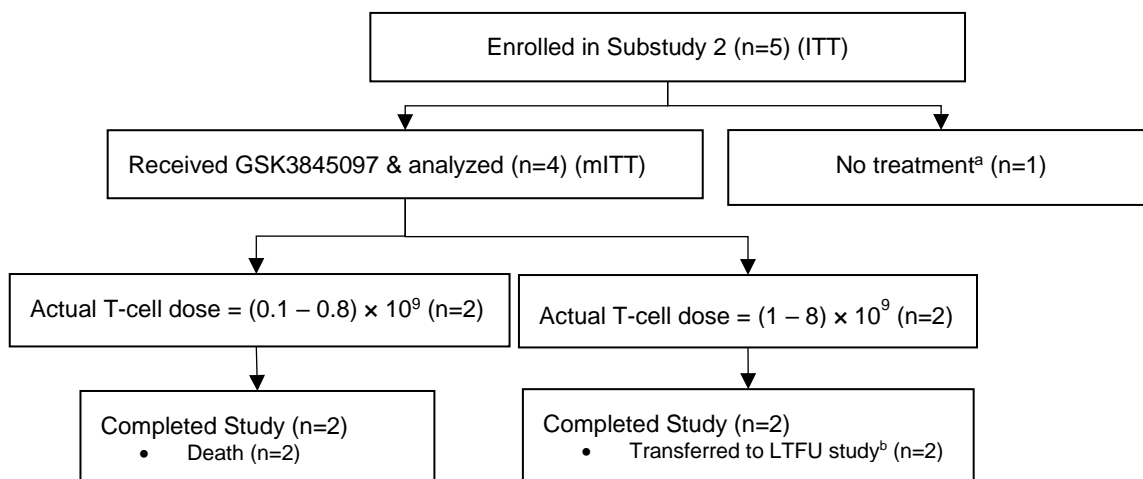 Enrolled in Substudy 2 (n=5) (ITT)
Received GSK3845097 & analyzed (n=4) (mITT)
No treatmentᵃ (n=1)
Actual T-cell dose = (0.1 – 0.8) × 10⁹ (n=2)
Actual T-cell dose = (1 – 8) × 10⁹ (n=2)
Completed Study (n=2)
• Death (n=2)
Completed Study (n=2)
• Transferred to LTFU studyᵇ (n=2)